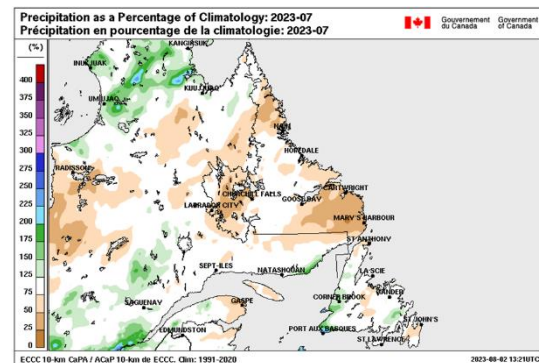 Precipitation as a Percentage of Climatology: 2023-07
Précipitation en pourcentage de la climatologie: 2023-07
Gouvernement du Canada
Government of Canada
(%)
400
375
350
325
300
275
250
225
200
175
150
125
100
75
50
25
0
KANGIRSUK
INUKJUAK
KUUJJUAQ
UMIUJAQ
NAIN
HOPEDALE
RADISSON
CHURCHILL FALLS
CARTWRIGHT
GOOSE BAY
LABRADOR CITY
MARY'S HARBOUR
ST ANTHONY
SEPT-ILES
NATASHQUAN
LA SCIE
GANDER
SAGUENAY
GASPE
CORNER BROOK
ST JOHN'S
EDMUNDSTON
PORT AUX BASQUES
ST LAWRENCE
ECCC 10-km CaPA / ACaP 10-km de ECCC. Clim: 1991-2020
2023-08-02 13:21UTC